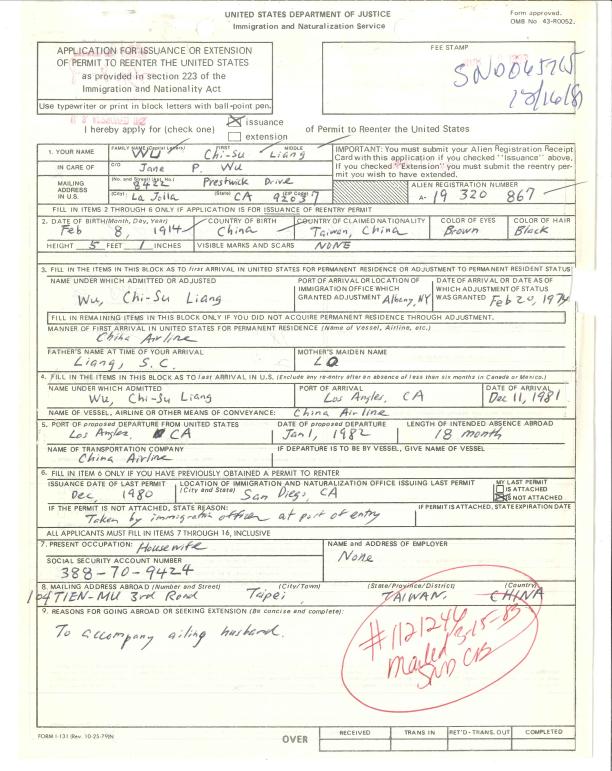 UNITED STATES DEPARTMENT OF JUSTICE
Immigration and Naturalization Service
Form approved.
OMB No 43-R0052.
APPLICATION FOR ISSUANCE OR EXTENSION
OF PERMIT TO REENTER THE UNITED STATES
as provided in section 223 of the
Immigration and Nationality Act
Use typewriter or print in block letters with ball-point pen.
FEE STAMP
SND065765
12/16/81
I hereby apply for (check one)
issuance
extension
of Permit to Reenter the United States
1. YOUR NAME
FAMILY NAME (Capital Letters) FIRST MIDDLE
WU Chi-Su Liang
IN CARE OF
C/O
Jane P. Wu
MAILING ADDRESS IN U.S.
(No. and Street) (Apt. No.)
8422 Prestwick Drive
(City) (State) (ZIP Code)
La Jolla CA 92037
IMPORTANT: You must submit your Alien Registration Receipt
Card with this application if you checked "Issuance" above,
If you checked "Extension" you must submit the reentry per-
mit you wish to have extended.
ALIEN REGISTRATION NUMBER
A- 19 320 867
FILL IN ITEMS 2 THROUGH 6 ONLY IF APPLICATION IS FOR ISSUANCE OF REENTRY PERMIT
2. DATE OF BIRTH (Month, Day, Year) COUNTRY OF BIRTH COUNTRY OF CLAIMED NATIONALITY COLOR OF EYES COLOR OF HAIR
Feb 8, 1914 China Taiwan, China Brown Black
HEIGHT 5 FEET 1 INCHES VISIBLE MARKS AND SCARS NONE
3. FILL IN THE ITEMS IN THIS BLOCK AS TO first ARRIVAL IN UNITED STATES FOR PERMANENT RESIDENCE OR ADJUSTMENT TO PERMANENT RESIDENT STATUS
NAME UNDER WHICH ADMITTED OR ADJUSTED
Wu, Chi-Su Liang
PORT OF ARRIVAL OR LOCATION OF
IMMIGRATION OFFICE WHICH
GRANTED ADJUSTMENT Albany, NY
DATE OF ARRIVAL OR DATE AS OF
WHICH ADJUSTMENT OF STATUS
WAS GRANTED Feb 20, 1974
FILL IN REMAINING ITEMS IN THIS BLOCK ONLY IF YOU DID NOT ACQUIRE PERMANENT RESIDENCE THROUGH ADJUSTMENT.
MANNER OF FIRST ARRIVAL IN UNITED STATES FOR PERMANENT RESIDENCE (Name of Vessel, Airline, etc.)
China Airline
FATHER'S NAME AT TIME OF YOUR ARRIVAL MOTHER'S MAIDEN NAME
Liang, S. C.
4. FILL IN THE ITEMS IN THIS BLOCK AS TO last ARRIVAL IN U.S. (Exclude any re-entry after an absence of less than six months in Canada or Mexico.)
NAME UNDER WHICH ADMITTED PORT OF ARRIVAL DATE OF ARRIVAL
Wu, Chi-Su Liang Los Angles, CA Dec 11, 1981
NAME OF VESSEL, AIRLINE OR OTHER MEANS OF CONVEYANCE: China Airline
5. PORT OF proposed DEPARTURE FROM UNITED STATES DATE OF proposed DEPARTURE LENGTH OF INTENDED ABSENCE ABROAD
Los Angles, CA Jan 1, 1982 18 month
NAME OF TRANSPORTATION COMPANY IF DEPARTURE IS TO BE BY VESSEL, GIVE NAME OF VESSEL
China Airline
6. FILL IN ITEM 6 ONLY IF YOU HAVE PREVIOUSLY OBTAINED A PERMIT TO RENTER
ISSUANCE DATE OF LAST PERMIT LOCATION OF IMMIGRATION AND NATURALIZATION OFFICE ISSUING LAST PERMIT
(City and State)
Dec, 1980 San Diego, CA
MY LAST PERMIT
IS ATTACHED
IS NOT ATTACHED
IF THE PERMIT IS NOT ATTACHED, STATE REASON: IF PERMIT IS ATTACHED, STATE EXPIRATION DATE
Taken by immigration officer at port of entry
ALL APPLICANTS MUST FILL IN ITEMS 7 THROUGH 16, INCLUSIVE
7. PRESENT OCCUPATION: Housewife NAME and ADDRESS OF EMPLOYER
None
SOCIAL SECURITY ACCOUNT NUMBER
388-70-9424
8. MAILING ADDRESS ABROAD (Number and Street) (City/Town) (State/Province/District) (Country)
104 TIEN-MU 3rd Road Taipei, TAIWAN, CHINA
9. REASONS FOR GOING ABROAD OR SEEKING EXTENSION (Be concise and complete):
To accompany ailing husband.
#1121246
mailed 3-15-83
SND CB
FORM I-131 (Rev. 10-25-79)N
OVER
RECEIVED TRANS IN RET'D-TRANS. OUT COMPLETED